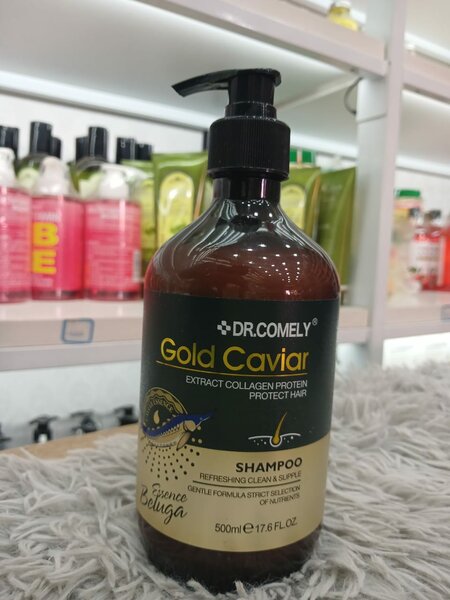 DR.COMELY®
Gold Caviar
EXTRACT COLLAGEN PROTEIN
PROTECT HAIR
SHAMPOO
REFRESHING CLEAN & SUPPLE
GENTLE FORMULA STRICT SELECTION
OF NUTRIENTS
Essence
Beluga
500ml ℮ 17.6 FL.OZ
BE